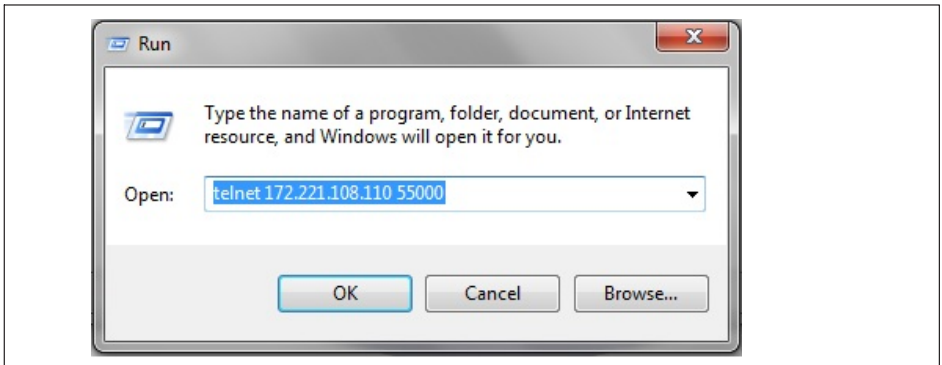 Run
Type the name of a program, folder, document, or Internet
resource, and Windows will open it for you.
Open: telnet 172.221.108.110 55000
OK Cancel Browse...